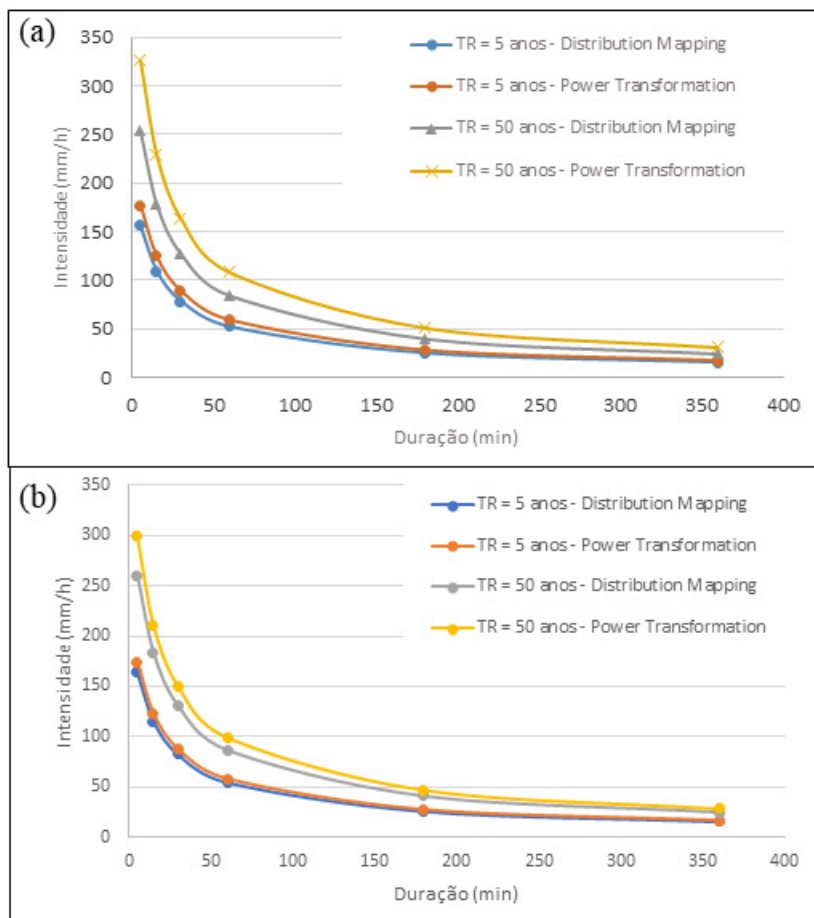 (a)
350
300
250
200
150
100
50
0
Intensidade (mm/h)
TR = 5 anos - Distribution Mapping
TR = 5 anos - Power Transformation
TR = 50 anos - Distribution Mapping
TR = 50 anos - Power Transformation
0 50 100 150 200 250 300 350 400
Duração (min)
(b)
350
300
250
200
150
100
50
0
Intensidade (mm/h)
TR = 5 anos - Distribution Mapping
TR = 5 anos - Power Transformation
TR = 50 anos - Distribution Mapping
TR = 50 anos - Power Transformation
0 50 100 150 200 250 300 350 400
Duração (min)